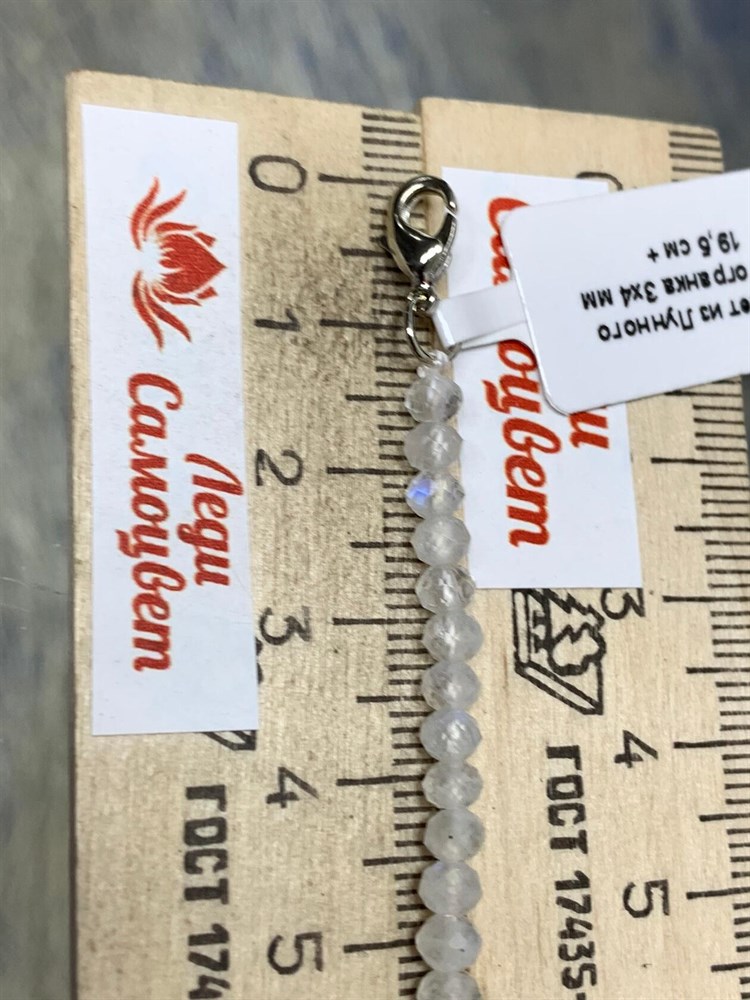 Леди
Самоцвет
0
1
2
3
4
5
ГОСТ 174
Самоцвет
3
4
5
ГОСТ 17435-
ет из Лунного
огранка 3х4 мм
19,5 см +